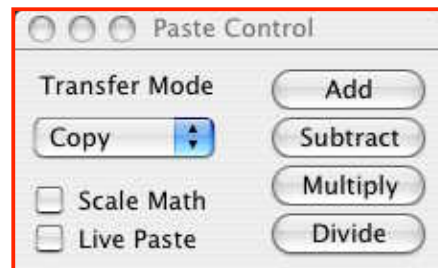 Paste Control
Transfer Mode
Add
Copy
Subtract
Scale Math
Multiply
Live Paste
Divide